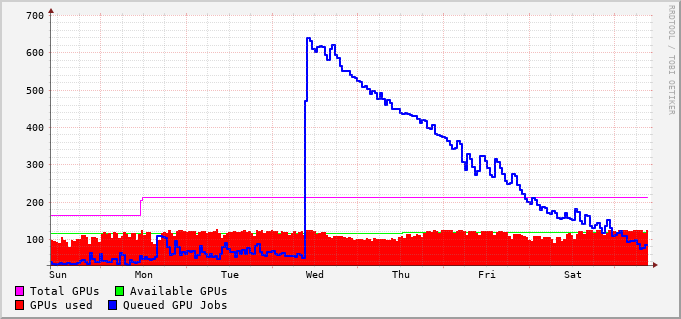 700
600
500
400
300
200
100
Sun Mon Tue Wed Thu Fri Sat
Total GPUs Available GPUs
GPUs used Queued GPU Jobs
RRDTOOL / TOBI OETIKER